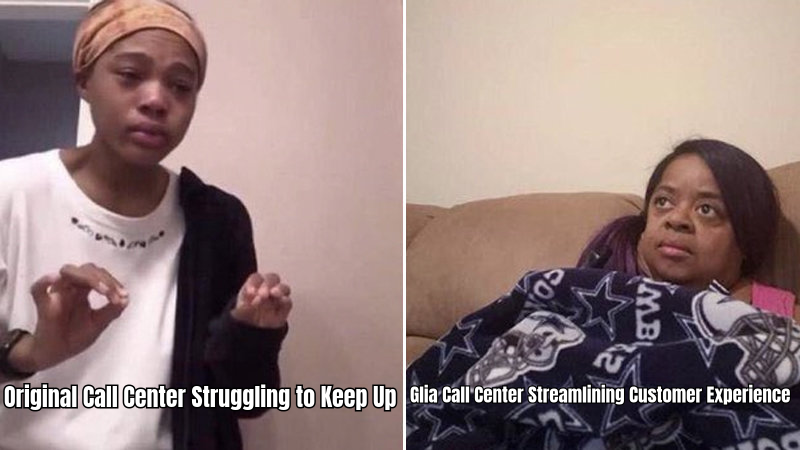 Original Call Center Struggling to Keep Up
Glia Call Center Streamlining Customer Experience